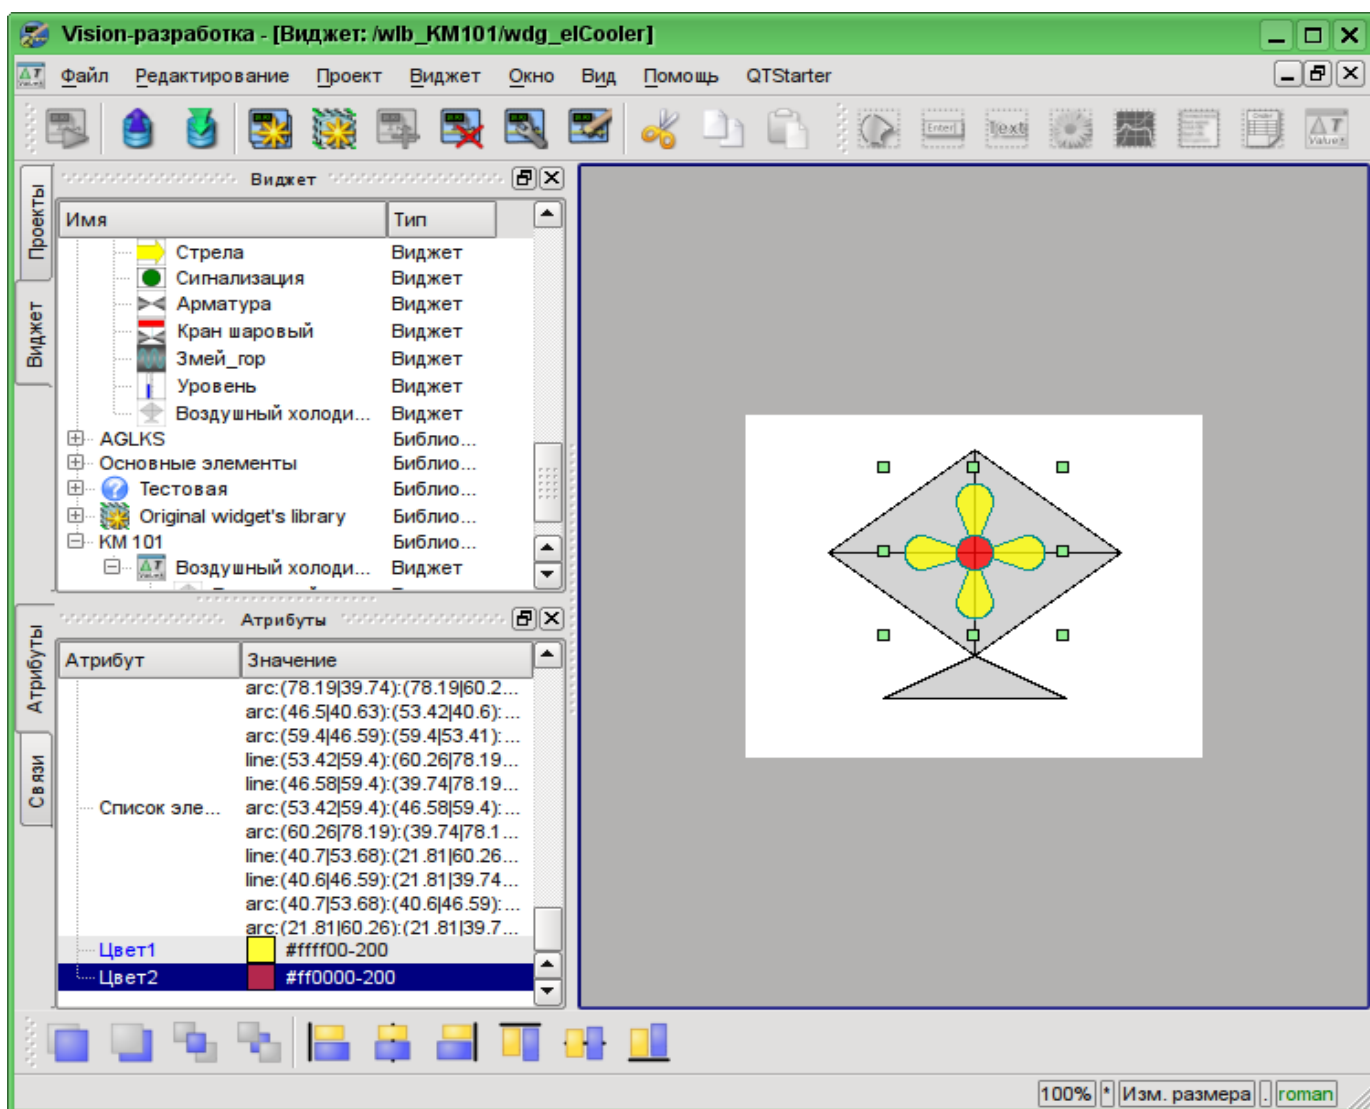 Vision-разработка - [Виджет: /wlb_KM101/wdg_elCooler]
Файл Редактирование Проект Виджет Окно Вид Помощь QTStarter
Enter Text
Проекты
Виджет
Виджет
Имя Тип
Стрела Виджет
Сигнализация Виджет
Арматура Виджет
Кран шаровый Виджет
Змей_гор Виджет
Уровень Виджет
Воздушный холоди... Виджет
AGLKS Библио...
Основные элементы Библио...
Тестовая Библио...
Original widget's library Библио...
КМ 101 Библио...
Воздушный холоди... Виджет
Атрибуты
Связи
Атрибуты
Атрибут Значение
arc:(78.19|39.74):(78.19|60.2...
arc:(46.5|40.63):(53.42|40.6):...
arc:(59.4|46.59):(59.4|53.41):...
line:(53.42|59.4):(60.26|78.19...
line:(46.58|59.4):(39.74|78.19...
Список эле... arc:(53.42|59.4):(46.58|59.4):...
arc:(60.26|78.19):(39.74|78.1...
line:(40.7|53.68):(21.81|60.26...
line:(40.6|46.59):(21.81|39.74...
arc:(40.7|53.68):(40.6|46.59):...
arc:(21.81|60.26):(21.81|39.7...
Цвет1 #ffff00-200
Цвет2 #ff0000-200
100% * Изм. размера . roman